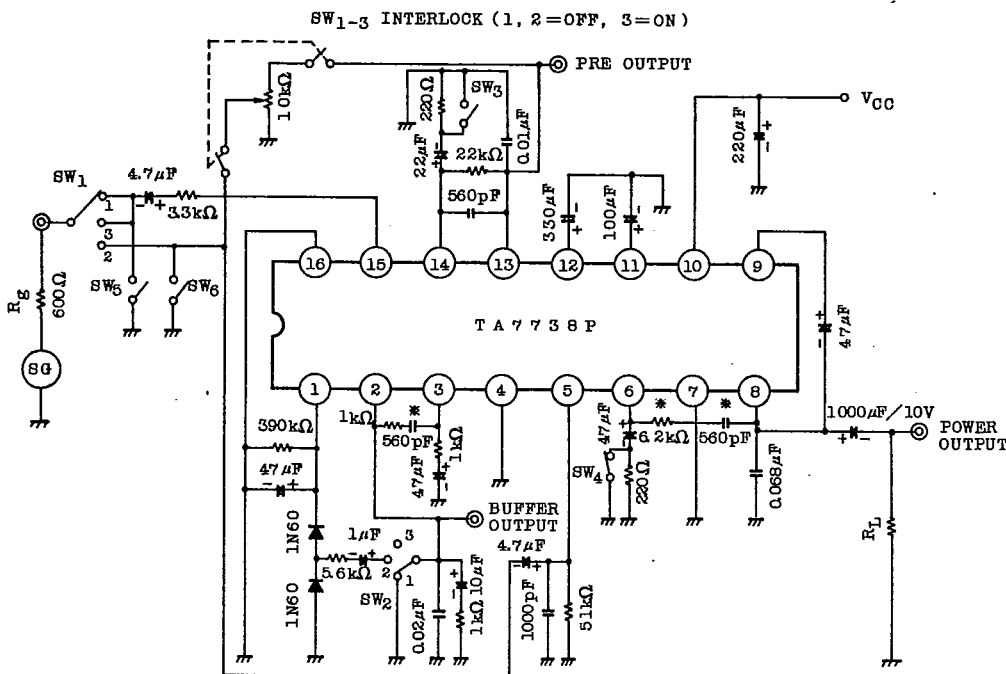 SW1-3 INTERLOCK (1, 2=OFF, 3=ON)
PRE OUTPUT
10kΩ
220Ω
SW3
22μF
+
-
22kΩ
0.01μF
560pF
VCC
220μF
+
-
SW1
4.7μF
- +
3.3kΩ
1
3
2
330μF
-
+
100μF
-
+
SW5
SW6
Rg
600Ω
SG
16
15
14
13
12
11
10
9
TA7738P
47μF
+
-
1
2
3
4
5
6
7
8
390kΩ
47μF
- +
1kΩ
560pF
*
1kΩ
47μF
+
-
47μF
+
-
*
6.2kΩ
*
560pF
SW4
220Ω
0.068μF
1000μF/10V
+ -
POWER
OUTPUT
RL
BUFFER
OUTPUT
1N60
1N60
5.6kΩ
1μF
- +
3
2
1
SW2
0.02μF
10μF
-
+
1kΩ
4.7μF
- +
1000pF
51kΩ